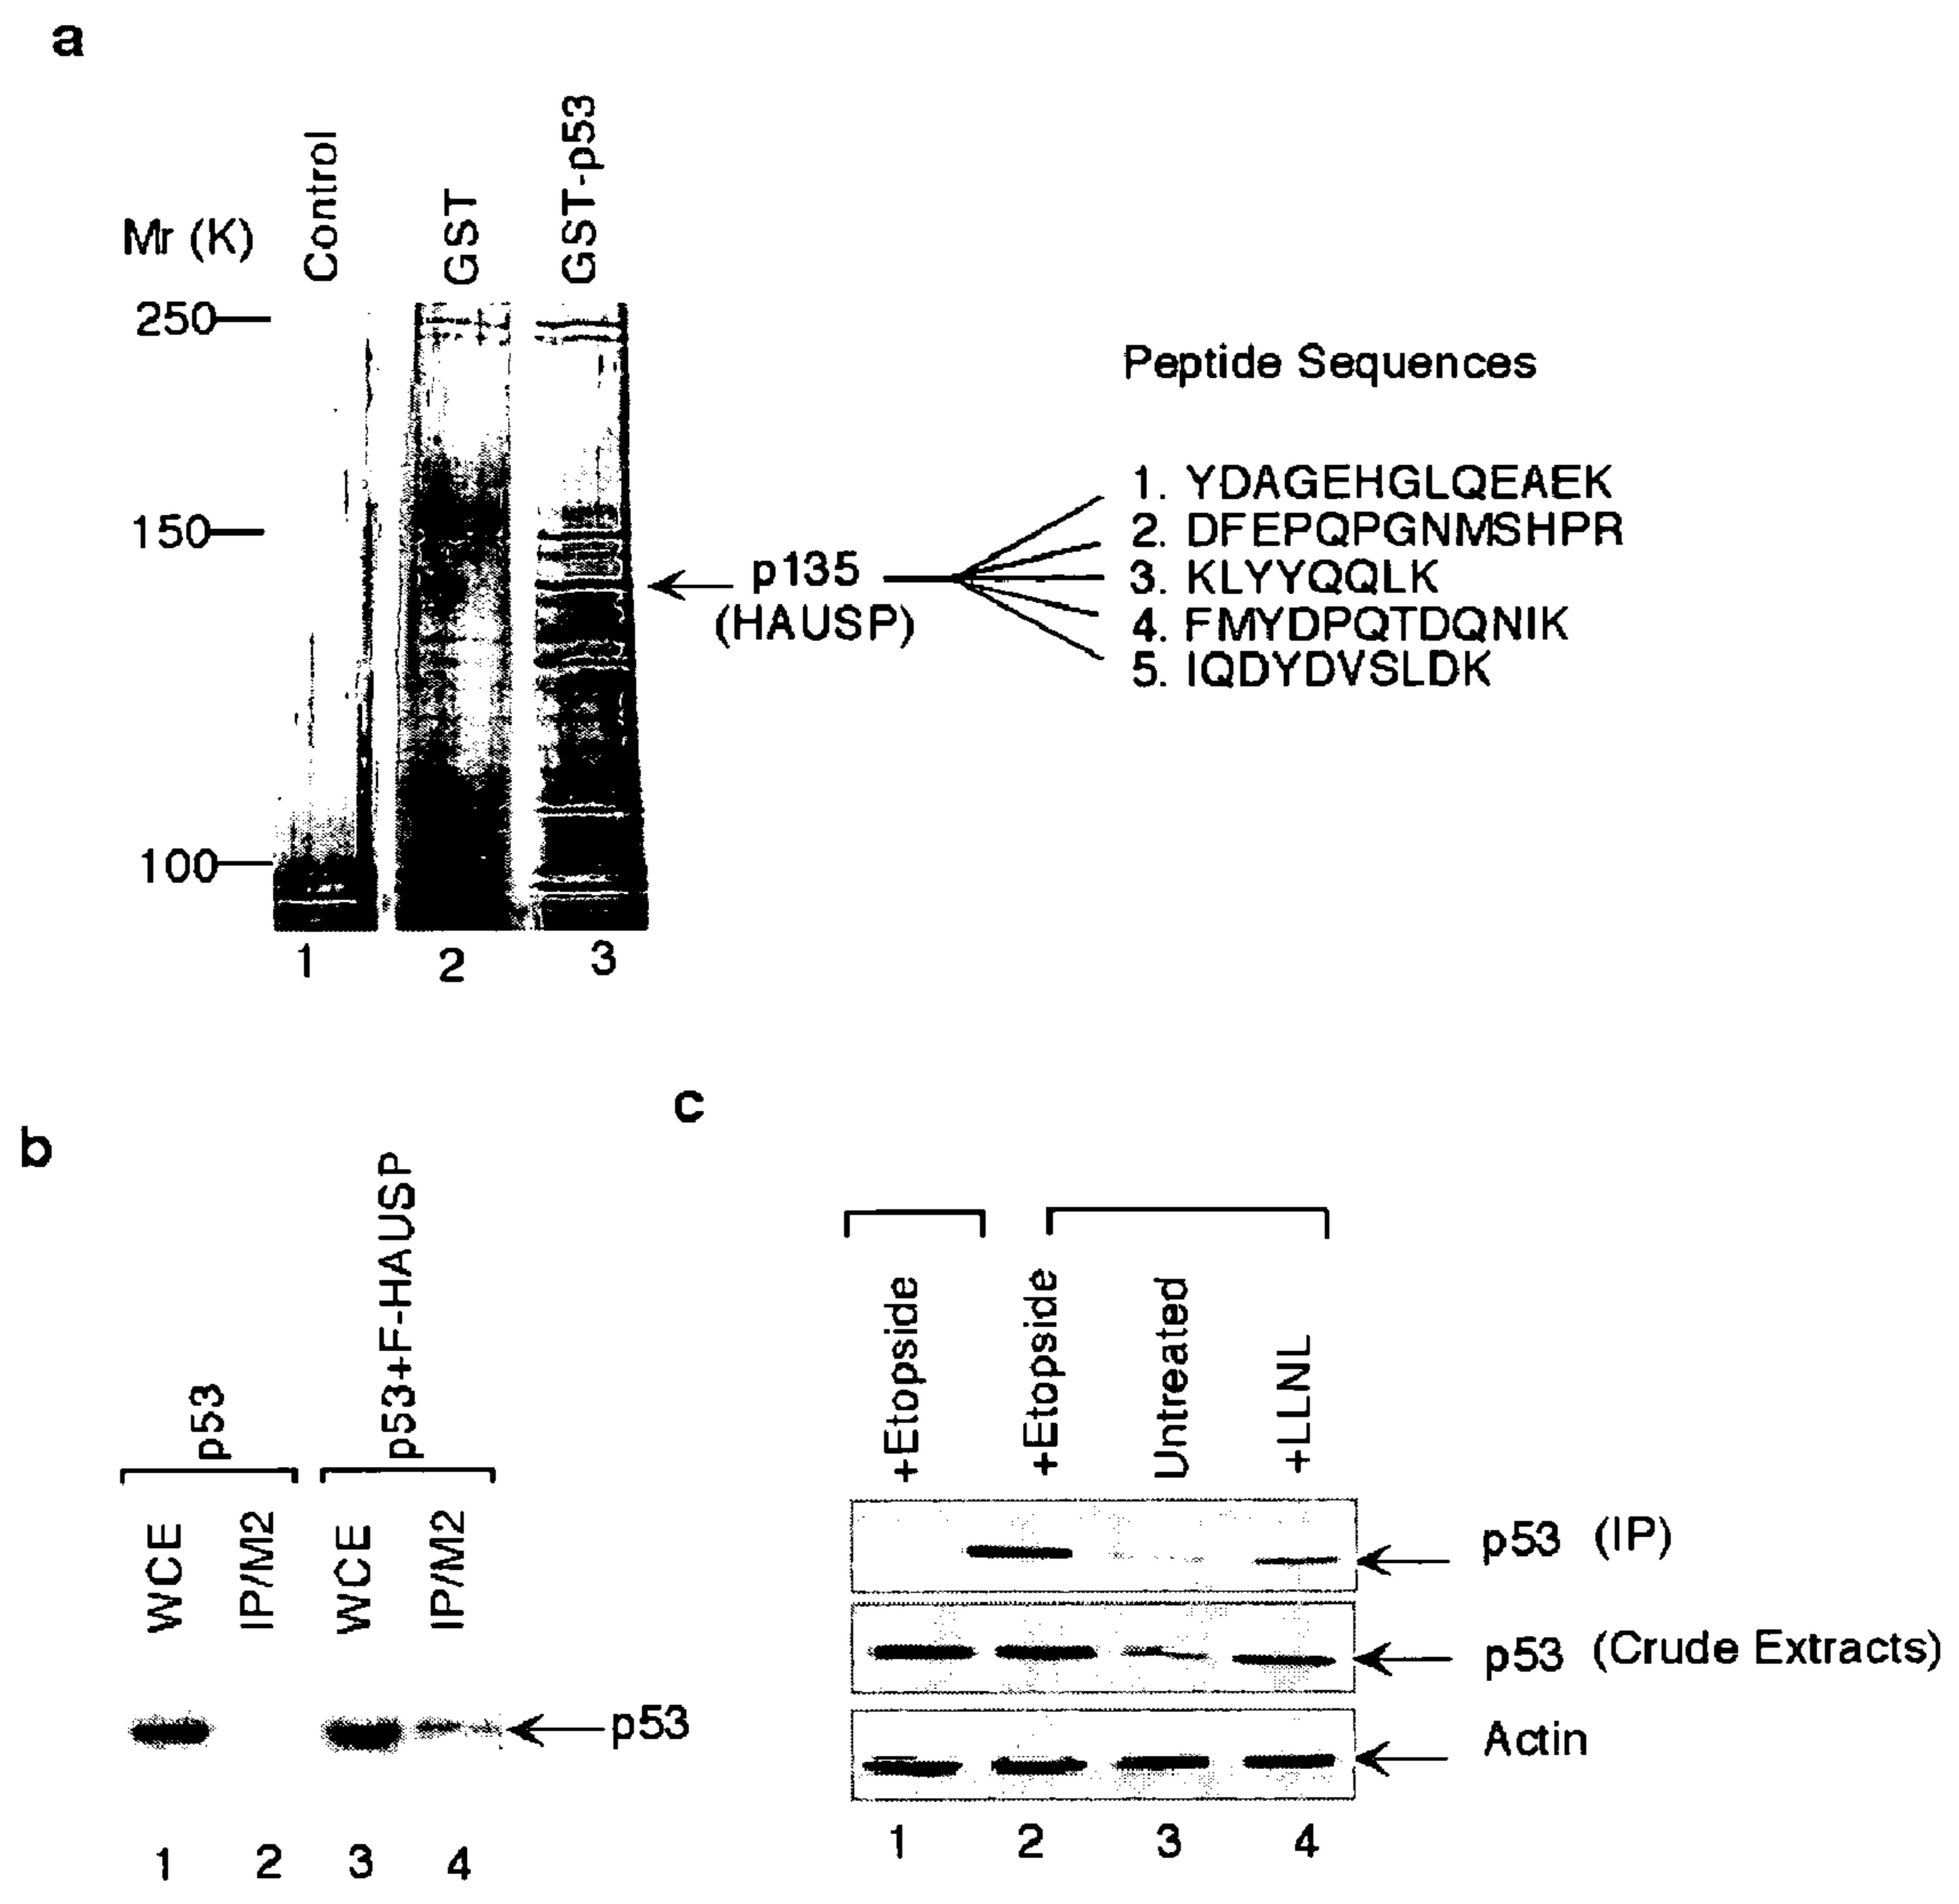 a
Control
GST
GST-p53
Mr (K)
250
150
100
p135
(HAUSP)
Peptide Sequences
1. YDAGEHGLQEAEK
2. DFEPQPGNMSHPR
3. KLYYQQLK
4. FMYDPQTDQNIK
5. IQDYDVSLDK
1 2 3
b
p53
p53+F-HAUSP
WCE
IP/M2
WCE
IP/M2
p53
1 2 3 4
c
+Etopside
+Etopside
Untreated
+LLNL
p53 (IP)
p53 (Crude Extracts)
Actin
1 2 3 4